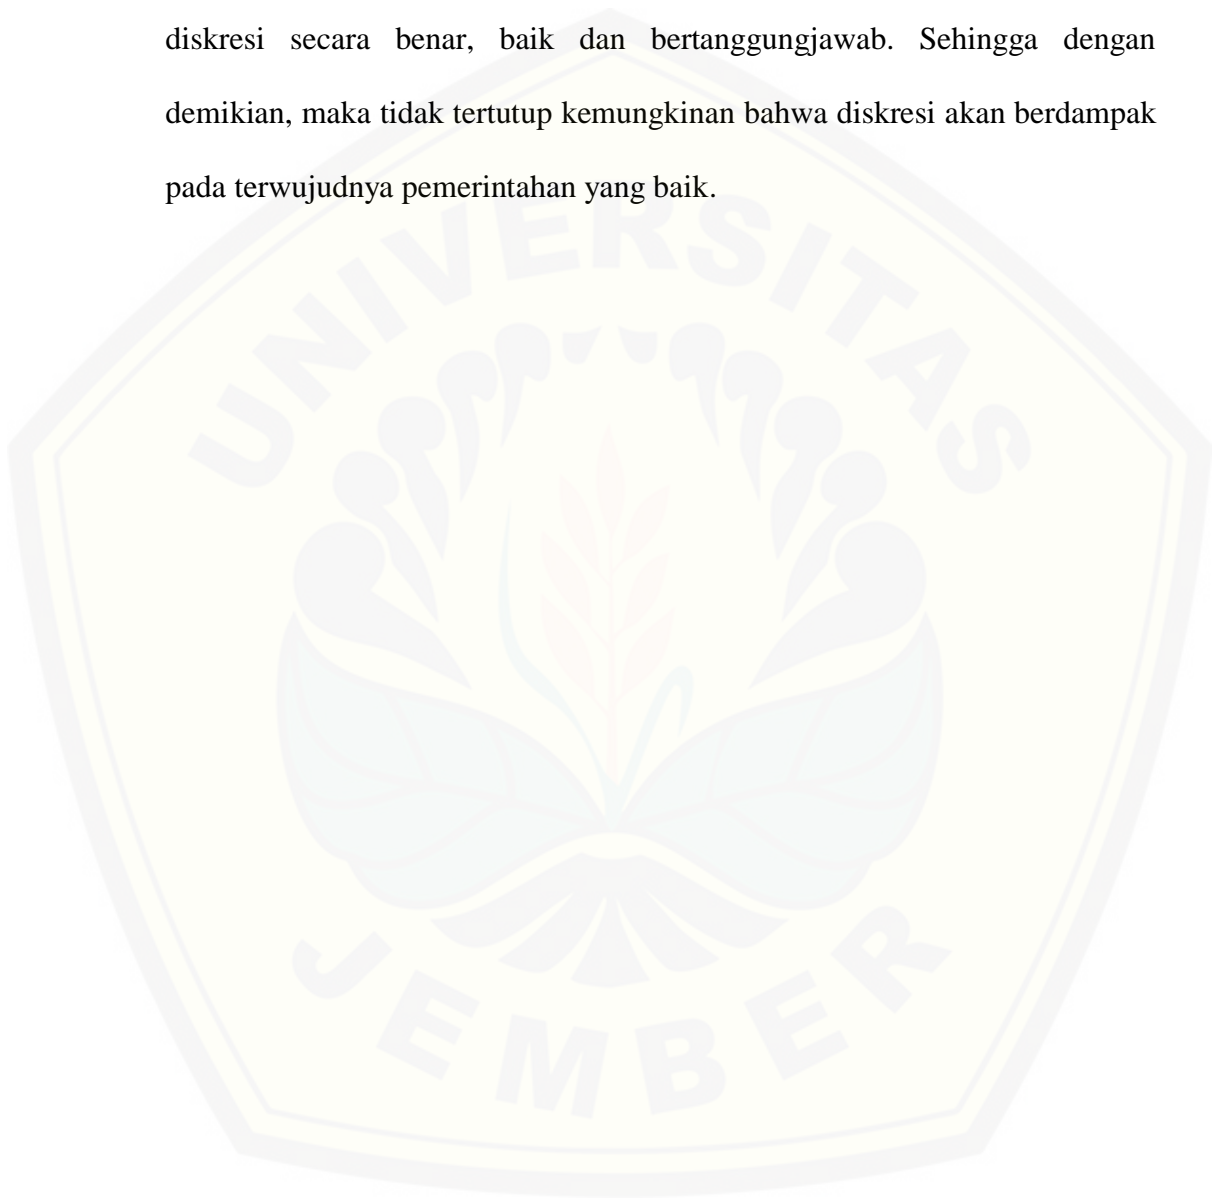 diskresi secara benar, baik dan bertanggungjawab. Sehingga dengan
demikian, maka tidak tertutup kemungkinan bahwa diskresi akan berdampak
pada terwujudnya pemerintahan yang baik.
UNIVERSITAS
JEMBER